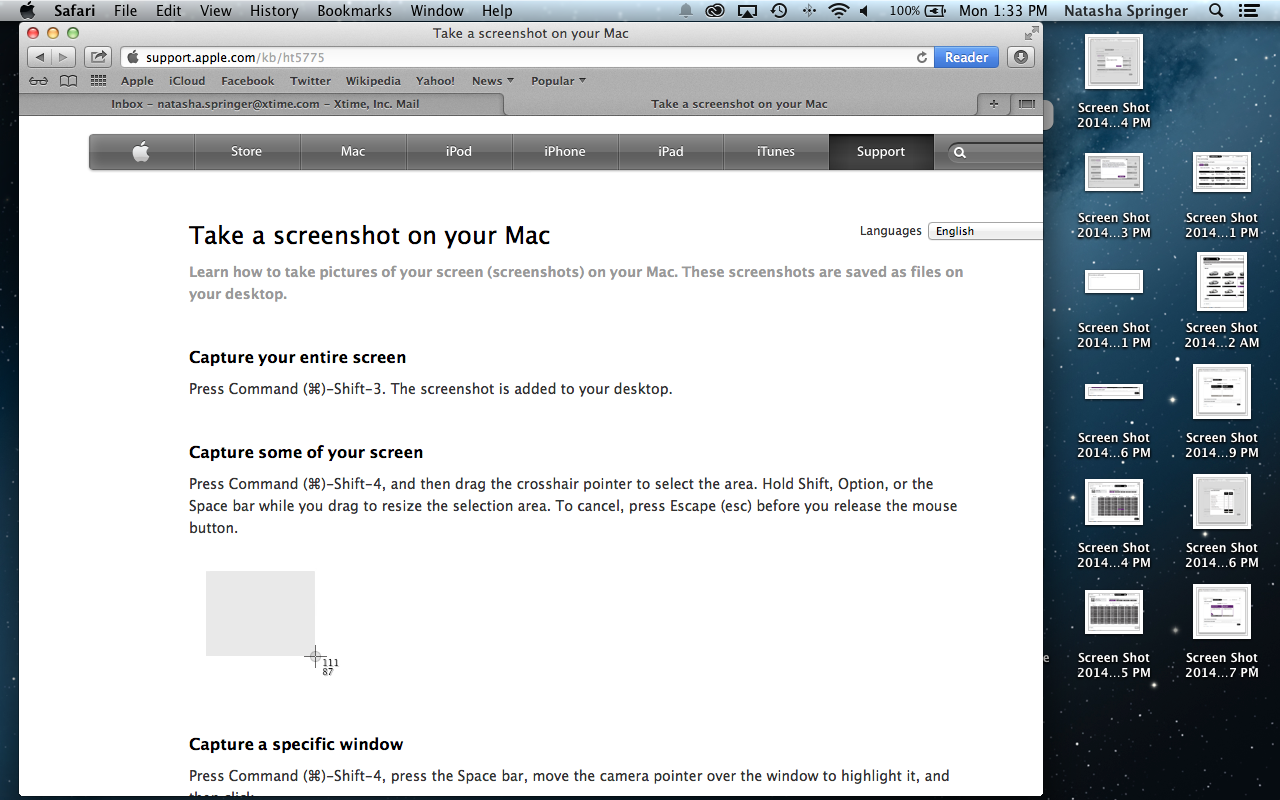 Safari File Edit View History Bookmarks Window Help 100% Mon 1:33 PM Natasha Springer
Take a screenshot on your Mac
support.apple.com/kb/ht5775 Reader
Apple iCloud Facebook Twitter Wikipedia Yahoo! News Popular
Inbox – natasha.springer@xtime.com – Xtime, Inc. Mail Take a screenshot on your Mac
Store Mac iPod iPhone iPad iTunes Support
Take a screenshot on your Mac
Languages English
Learn how to take pictures of your screen (screenshots) on your Mac. These screenshots are saved as files on
your desktop.
Capture your entire screen
Press Command (⌘)-Shift-3. The screenshot is added to your desktop.
Capture some of your screen
Press Command (⌘)-Shift-4, and then drag the crosshair pointer to select the area. Hold Shift, Option, or the
Space bar while you drag to resize the selection area. To cancel, press Escape (esc) before you release the mouse
button.
111
87
Capture a specific window
Press Command (⌘)-Shift-4, press the Space bar, move the camera pointer over the window to highlight it, and
then click.
Screen Shot
2014...4 PM
Screen Shot
2014...3 PM
Screen Shot
2014...1 PM
Screen Shot
2014...1 PM
Screen Shot
2014...2 AM
Screen Shot
2014...6 PM
Screen Shot
2014...9 PM
Screen Shot
2014...4 PM
Screen Shot
2014...6 PM
Screen Shot
2014...5 PM
Screen Shot
2014...7 PM